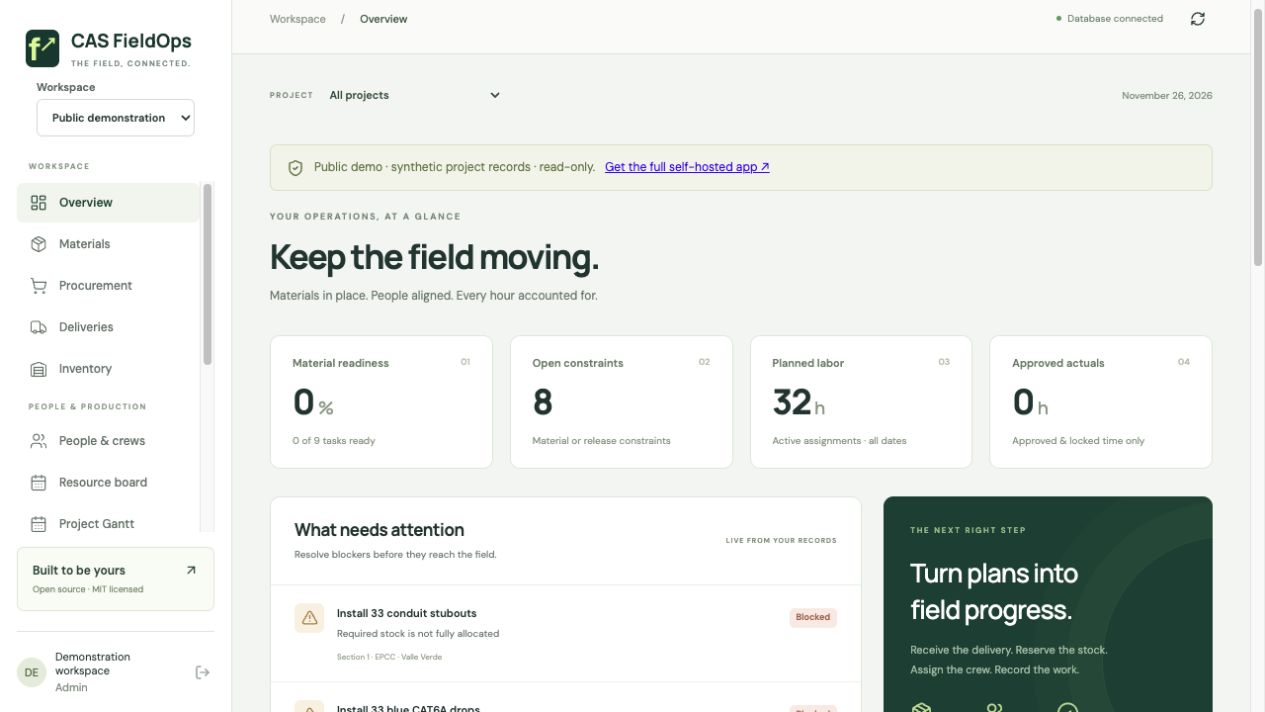 CAS FieldOps
THE FIELD, CONNECTED.
Workspace
Public demonstration
WORKSPACE
Overview
Materials
Procurement
Deliveries
Inventory
PEOPLE & PRODUCTION
People & crews
Resource board
Project Gantt
Built to be yours
Open source · MIT licensed
DE
Demonstration
workspace
Admin
Workspace / Overview
Database connected
PROJECT All projects
November 26, 2026
Public demo · synthetic project records · read-only. Get the full self-hosted app ↗
YOUR OPERATIONS, AT A GLANCE
Keep the field moving.
Materials in place. People aligned. Every hour accounted for.
Material readiness 01
0 %
0 of 9 tasks ready
Open constraints 02
8
Material or release constraints
Planned labor 03
32 h
Active assignments · all dates
Approved actuals 04
0 h
Approved & locked time only
What needs attention
Resolve blockers before they reach the field.
LIVE FROM YOUR RECORDS
Install 33 conduit stubouts
Required stock is not fully allocated
Section 1 · EPCC - Valle Verde
Blocked
Install 33 blue CAT6A drops
Blocked
THE NEXT RIGHT STEP
Turn plans into
field progress.
Receive the delivery. Reserve the stock.
Assign the crew. Record the work.